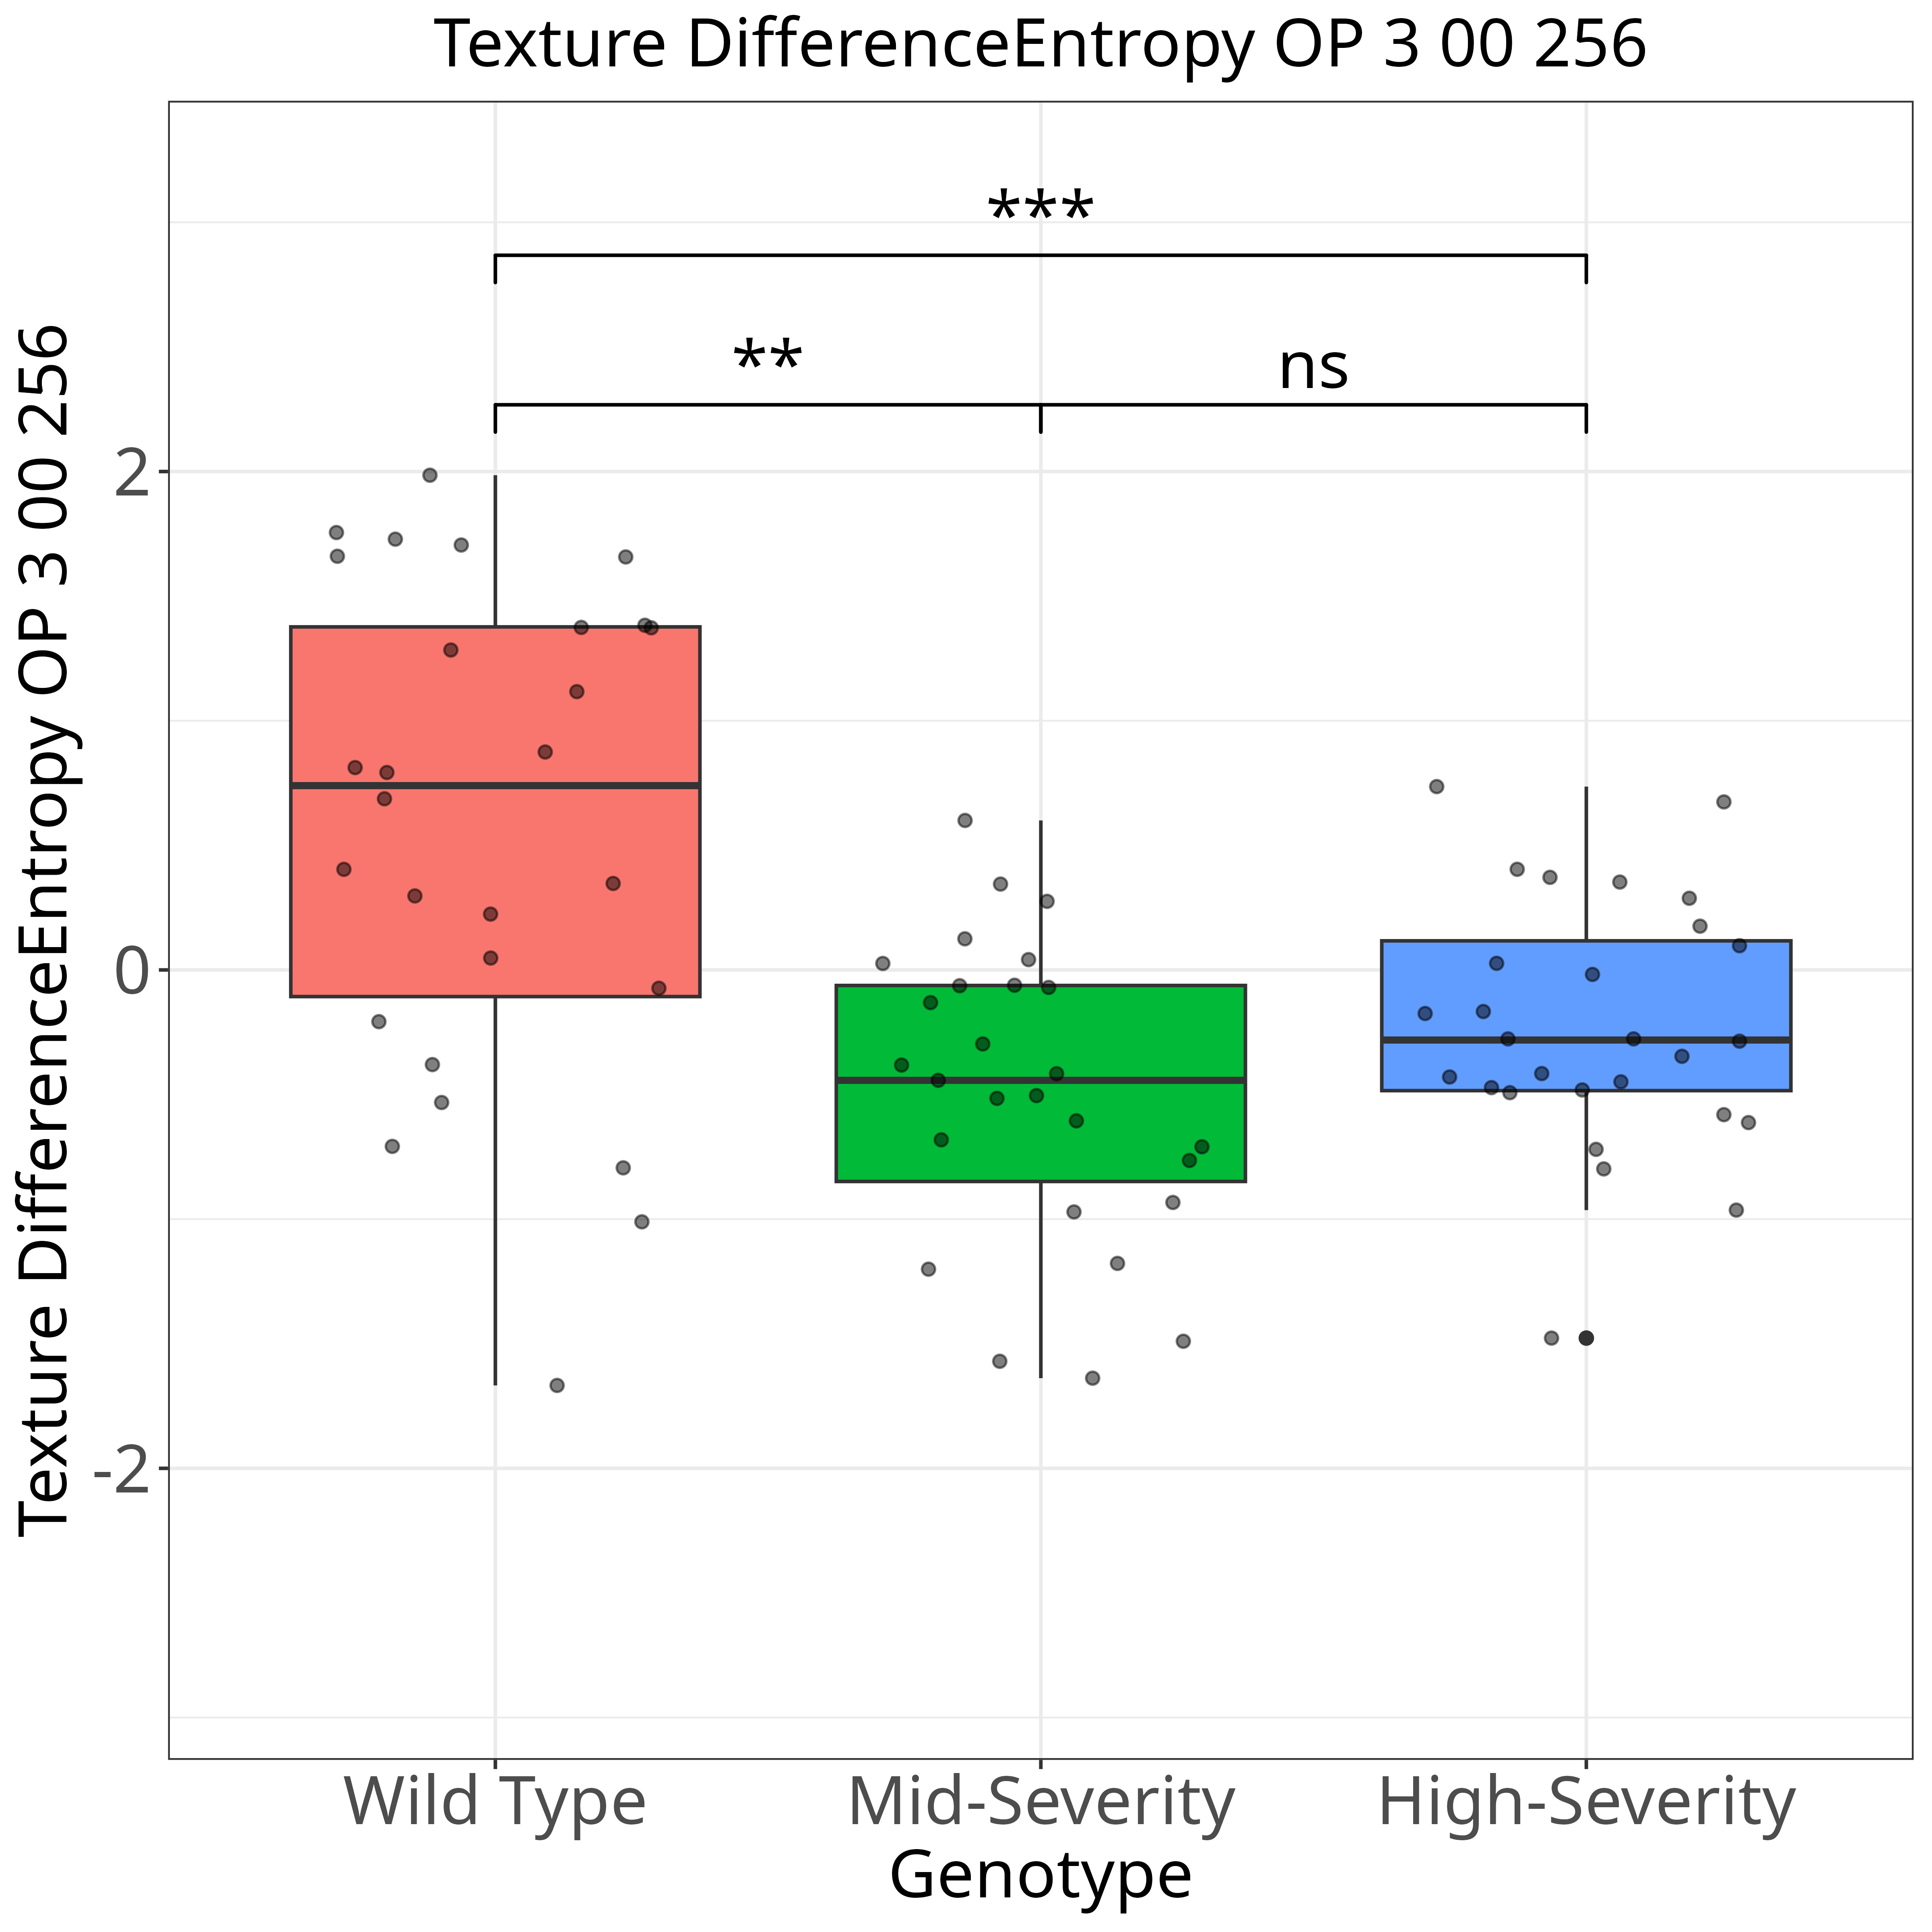 Texture DifferenceEntropy OP 3 00 256
***
**
ns
Texture DifferenceEntropy OP 3 00 256
2
0
-2
Wild Type
Mid-Severity
High-Severity
Genotype